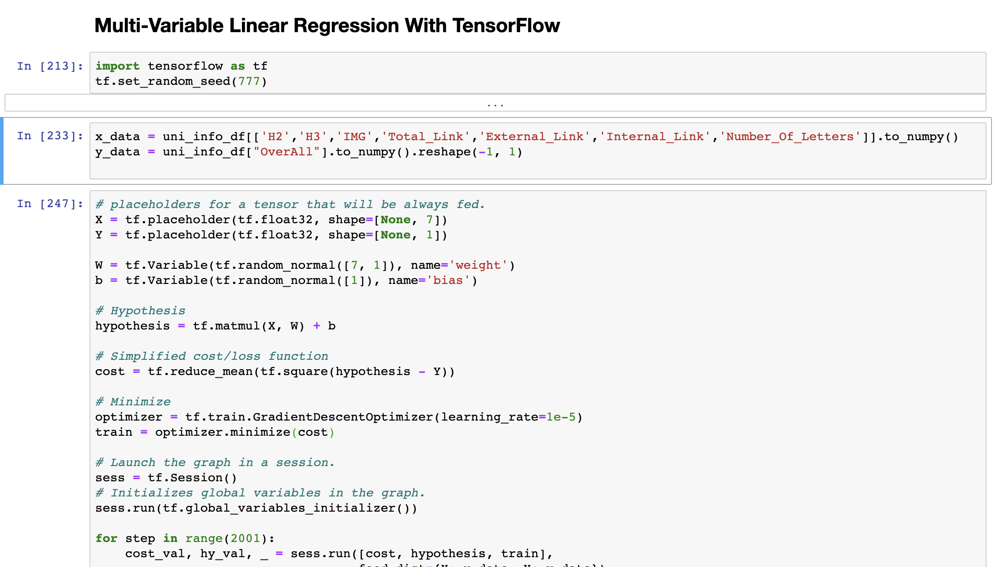 Multi-Variable Linear Regression With TensorFlow
In [213]:
import tensorflow as tf
tf.set_random_seed(777)
...
In [233]:
x_data = uni_info_df[['H2','H3','IMG','Total_Link','External_Link','Internal_Link','Number_Of_Letters']].to_numpy()
y_data = uni_info_df["OverAll"].to_numpy().reshape(-1, 1)
In [247]:
# placeholders for a tensor that will be always fed.
X = tf.placeholder(tf.float32, shape=[None, 7])
Y = tf.placeholder(tf.float32, shape=[None, 1])
W = tf.Variable(tf.random_normal([7, 1]), name='weight')
b = tf.Variable(tf.random_normal([1]), name='bias')
# Hypothesis
hypothesis = tf.matmul(X, W) + b
# Simplified cost/loss function
cost = tf.reduce_mean(tf.square(hypothesis - Y))
# Minimize
optimizer = tf.train.GradientDescentOptimizer(learning_rate=1e-5)
train = optimizer.minimize(cost)
# Launch the graph in a session.
sess = tf.Session()
# Initializes global variables in the graph.
sess.run(tf.global_variables_initializer())
for step in range(2001):
    cost_val, hy_val, _ = sess.run([cost, hypothesis, train],